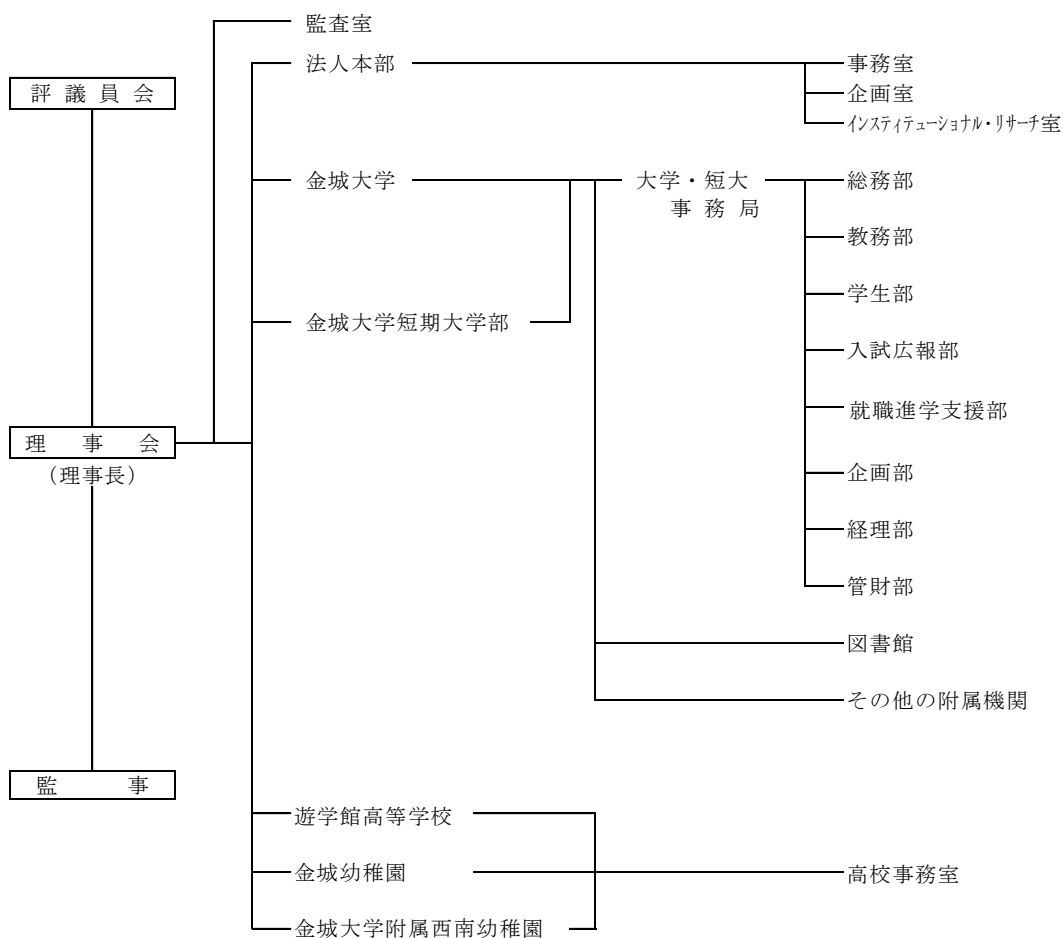 監査室
法人本部
事務室
評議員会
企画室
インスティテューショナル・リサーチ室
金城大学
大学・短大
事務局
総務部
教務部
学生部
金城大学短期大学部
入試広報部
就職進学支援部
理事会
(理事長)
企画部
経理部
管財部
図書館
その他の附属機関
監事
遊学館高等学校
金城幼稚園
高校事務室
金城大学附属西南幼稚園